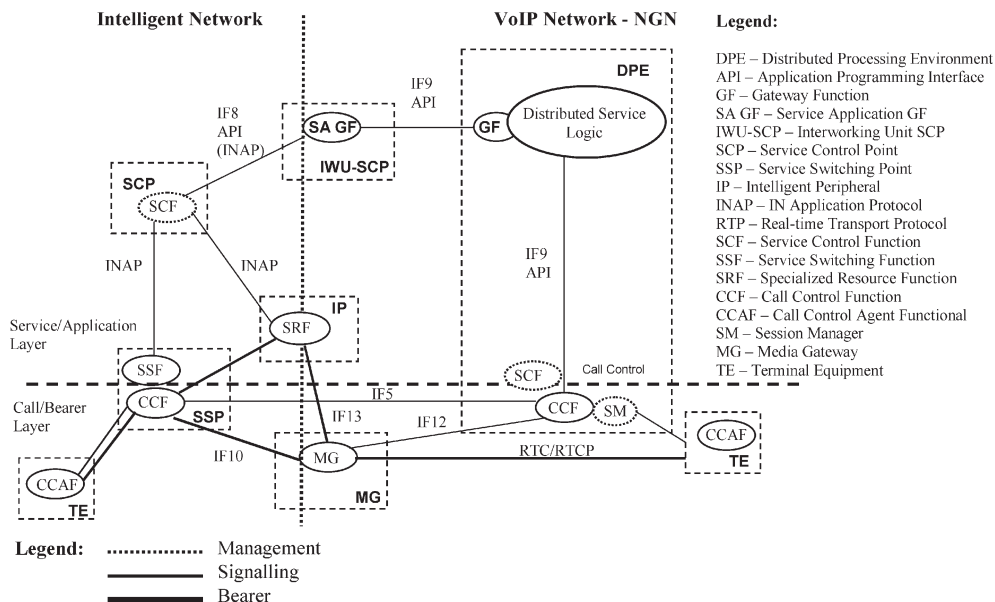 Intelligent Network
VoIP Network - NGN
Legend:
DPE – Distributed Processing Environment
API – Application Programming Interface
GF – Gateway Function
SA GF – Service Application GF
IWU-SCP – Interworking Unit SCP
SCP – Service Control Point
SSP – Service Switching Point
IP – Intelligent Peripheral
INAP – IN Application Protocol
RTP – Real-time Transport Protocol
SCF – Service Control Function
SSF – Service Switching Function
SRF – Specialized Resource Function
CCF – Call Control Function
CCAF – Call Control Agent Functional
SM – Session Manager
MG – Media Gateway
TE – Terminal Equipment
DPE
IF9
API
IF8
API
(INAP)
SA GF
GF
Distributed Service
Logic
IWU-SCP
SCP
SCF
INAP
INAP
IF9
API
IP
SRF
Service/Application
Layer
SSF
SCF
Call Control
Call/Bearer
Layer
CCF
SSP
IF5
CCF
SM
IF13
IF12
CCAF
TE
IF10
MG
RTC/RTCP
MG
CCAF
TE
Legend:
Management
Signalling
Bearer